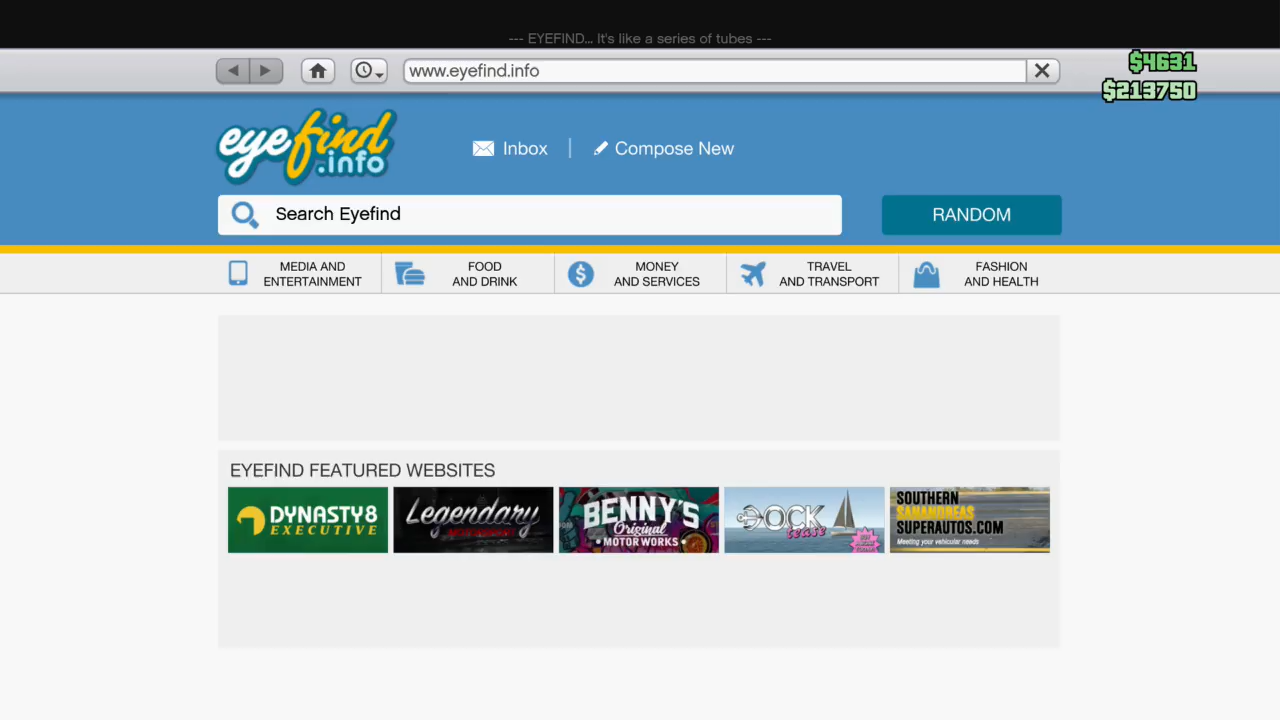 --- EYEFIND... It's like a series of tubes ---
www.eyefind.info
$4631
$213750
eyefind
.info
Inbox
Compose New
Search Eyefind
RANDOM
MEDIA AND
ENTERTAINMENT
FOOD
AND DRINK
MONEY
AND SERVICES
TRAVEL
AND TRANSPORT
FASHION
AND HEALTH
EYEFIND FEATURED WEBSITES
DYNASTY8
EXECUTIVE
Legendary
MOTORSPORT
BENNY'S
Original
MOTOR WORKS
DOCK
tease
SOUTHERN
SANANDREAS
SUPERAUTOS.COM
Meeting your vehicular needs